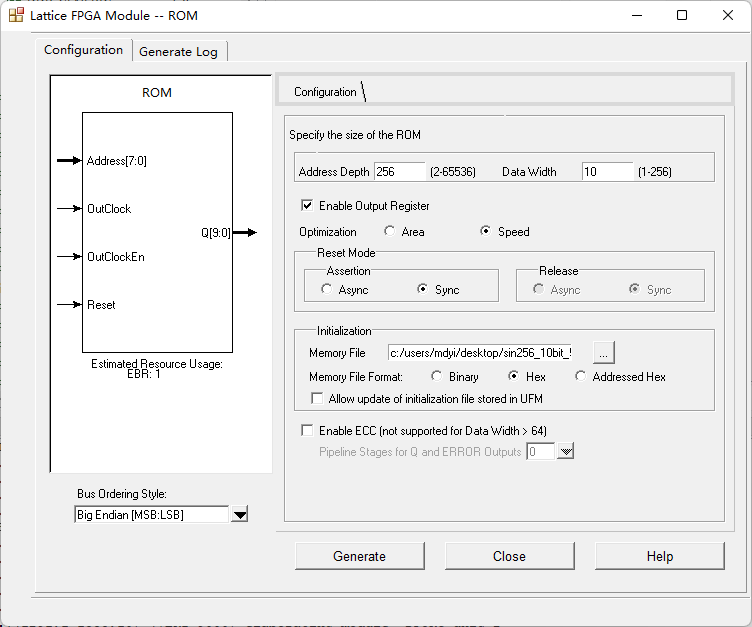 Lattice FPGA Module -- ROM
Configuration
Generate Log
ROM
Address[7:0]
OutClock
Q[9:0]
OutClockEn
Reset
Estimated Resource Usage:
EBR: 1
Bus Ordering Style:
Big Endian [MSB:LSB]
Configuration
Specify the size of the ROM
Address Depth 256 (2-65536) Data Width 10 (1-256)
Enable Output Register
Optimization Area Speed
Reset Mode
Assertion
Async Sync
Release
Async Sync
Initialization
Memory File c:/users/mdyi/desktop/sin256_10bit_ ...
Memory File Format: Binary Hex Addressed Hex
Allow update of initialization file stored in UFM
Enable ECC (not supported for Data Width > 64)
Pipeline Stages for Q and ERROR Outputs 0
Generate Close Help